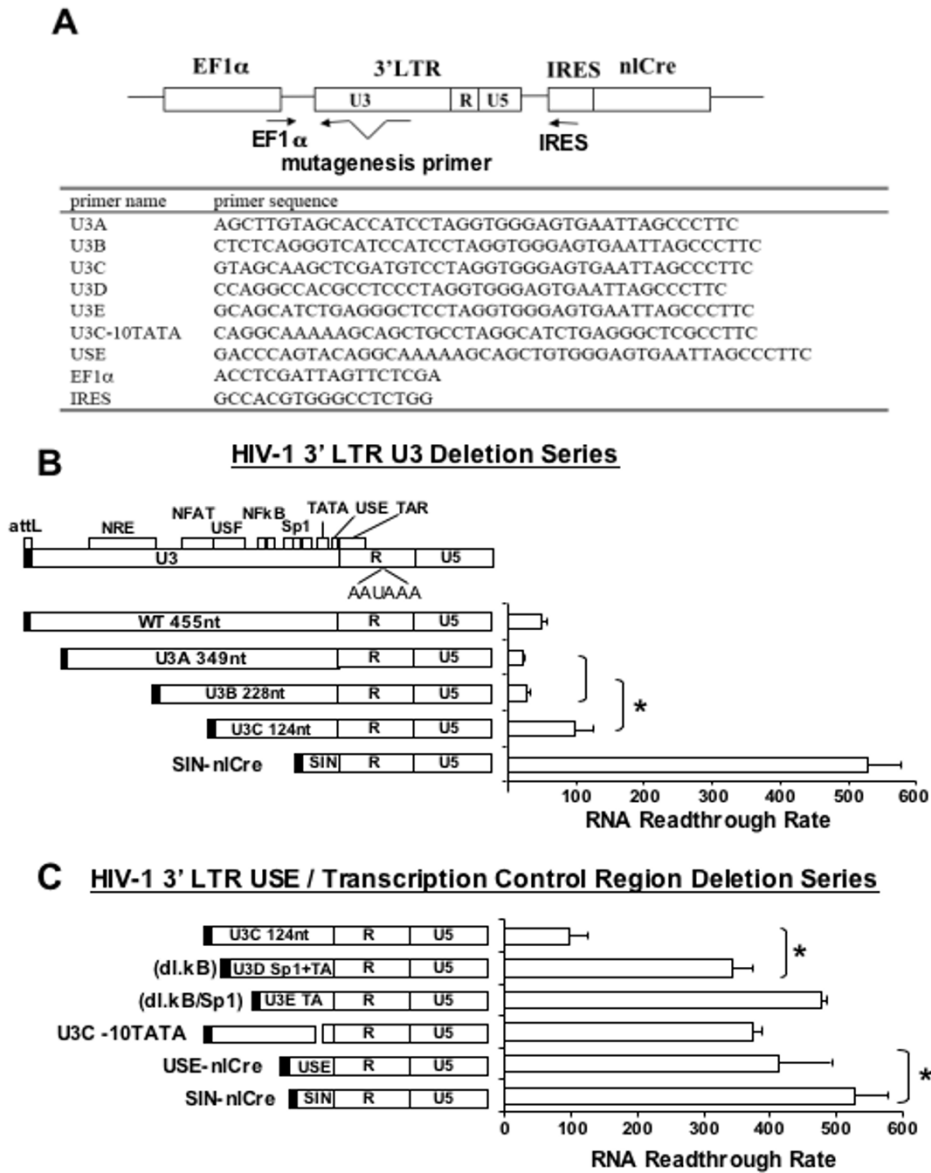 A
EF1α 3'LTR IRES nlCre
U3 R U5
EF1α IRES
mutagenesis primer
primer name primer sequence
U3A AGCTTGTAGCACCATCCTAGGTGGGAGTGAATTAGCCCTTC
U3B CTCTCAGGGTCATCCATCCTAGGTGGGAGTGAATTAGCCCTTC
U3C GTAGCAAGCTCGATGTCCTAGGTGGGAGTGAATTAGCCCTTC
U3D CCAGGCCACGCCTCCCTAGGTGGGAGTGAATTAGCCCTTC
U3E GCAGCATCTGAGGGCTCCTAGGTGGGAGTGAATTAGCCCTTC
U3C-10TATA CAGGCAAAAAGCAGCTGCCTAGGCATCTGAGGGCTCGCCTTC
USE GACCCAGTACAGGCAAAAAGCAGCTGTGGGAGTGAATTAGCCCTTC
EF1α ACCTCGATTAGTTCTCGA
IRES GCCACGTGGGCCTCTGG
B
HIV-1 3' LTR U3 Deletion Series
attL NRE NFAT USF NFkB Sp1 TATA USE TAR
U3 R U5
AAUAAA
WT 455nt R U5
U3A 349nt R U5
U3B 228nt R U5
*
U3C 124nt R U5
SIN-nlCre SIN R U5
100 200 300 400 500 600
RNA Readthrough Rate
C
HIV-1 3' LTR USE / Transcription Control Region Deletion Series
U3C 124nt R U5
*
(dl.kB) U3D Sp1+TA R U5
(dl.kB/Sp1) U3E TA R U5
U3C -10TATA R U5
USE-nlCre USE R U5
*
SIN-nlCre SIN R U5
0 100 200 300 400 500 600
RNA Readthrough Rate